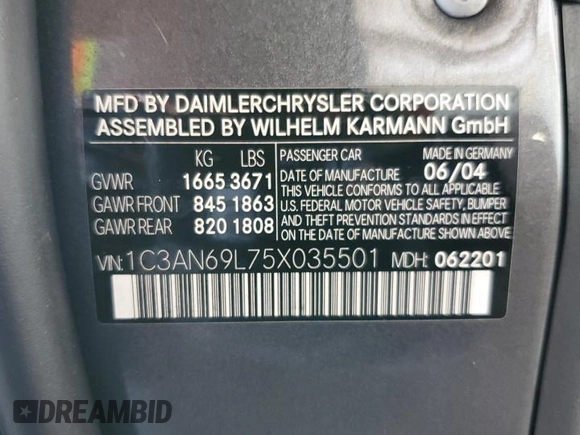 MFD BY DAIMLERCHRYSLER CORPORATION
ASSEMBLED BY WILHELM KARMANN GmbH
KG LBS
GVWR 1665 3671
GAWR FRONT 845 1863
GAWR REAR 820 1808
PASSENGER CAR MADE IN GERMANY
DATE OF MANUFACTURE 06/04
THIS VEHICLE CONFORMS TO ALL APPLICABLE
U.S. FEDERAL MOTOR VEHICLE SAFETY, BUMPER
AND THEFT PREVENTION STANDARDS IN EFFECT
ON THE DATE OF MANUFACTURE SHOWN ABOVE.
VIN: 1C3AN69L75X035501 MDH: 062201
DREAMBID